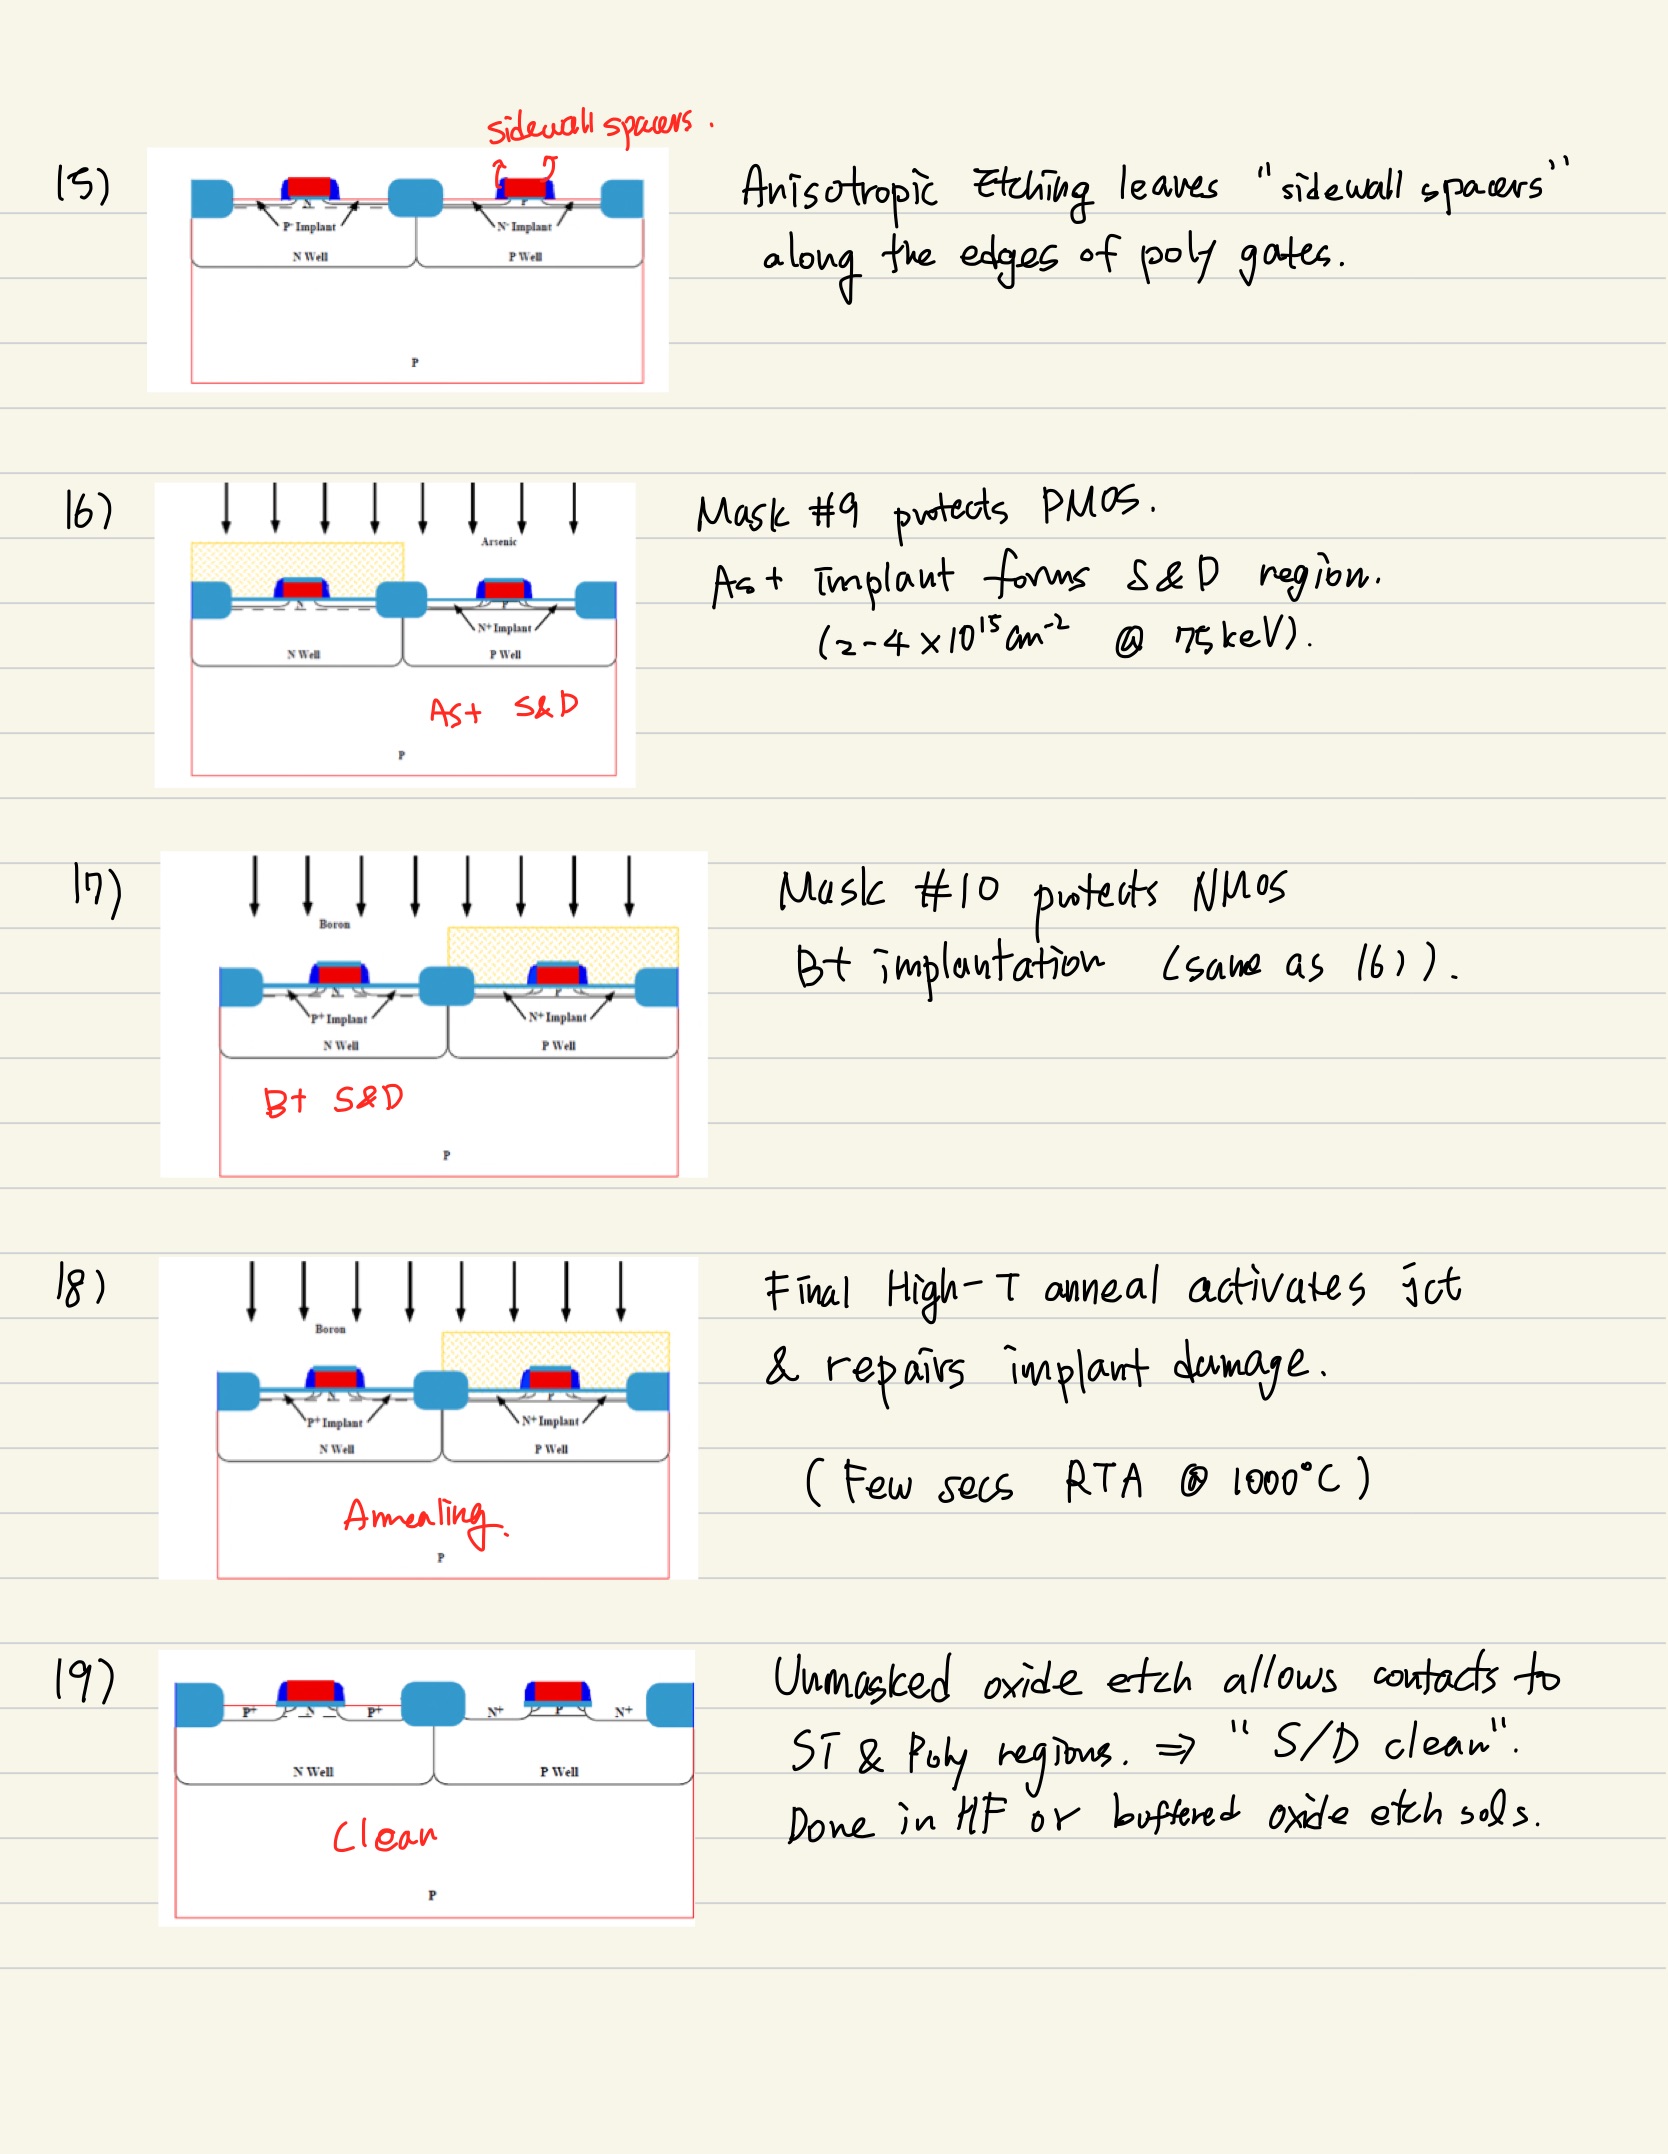 sidewall spacers.
15)
Anisotropic Etching leaves "sidewall spacers"
along the edges of poly gates.
N P
P- Implant N- Implant
N Well P Well
P
16)
Mask #9 protects PMOS.
As+ implant forms S&D region.
(2-4×10¹⁵cm⁻² @ 75keV).
Arsenic
N P
N+ Implant
N Well P Well
As+ S&D
P
17)
Mask #10 protects NMOS
B+ implantation (same as 16)).
Boron
N P
P+ Implant N+ Implant
N Well P Well
B+ S&D
P
18)
Final High-T anneal activates jct
& repairs implant damage.
(Few secs RTA @ 1000°C)
Boron
N P
P+ Implant N+ Implant
N Well P Well
Annealing.
P
19)
Unmasked oxide etch allows contacts to
ST & Poly regions. ⇒ "S/D clean".
Done in HF or buffered oxide etch sols.
P+ N P+ N+ P N+
N Well P Well
Clean
P